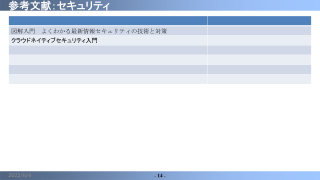 参考文献：セキュリティ
図解入門　よくわかる最新情報セキュリティの技術と対策
クラウドネイティブセキュリティ入門
- 14 -